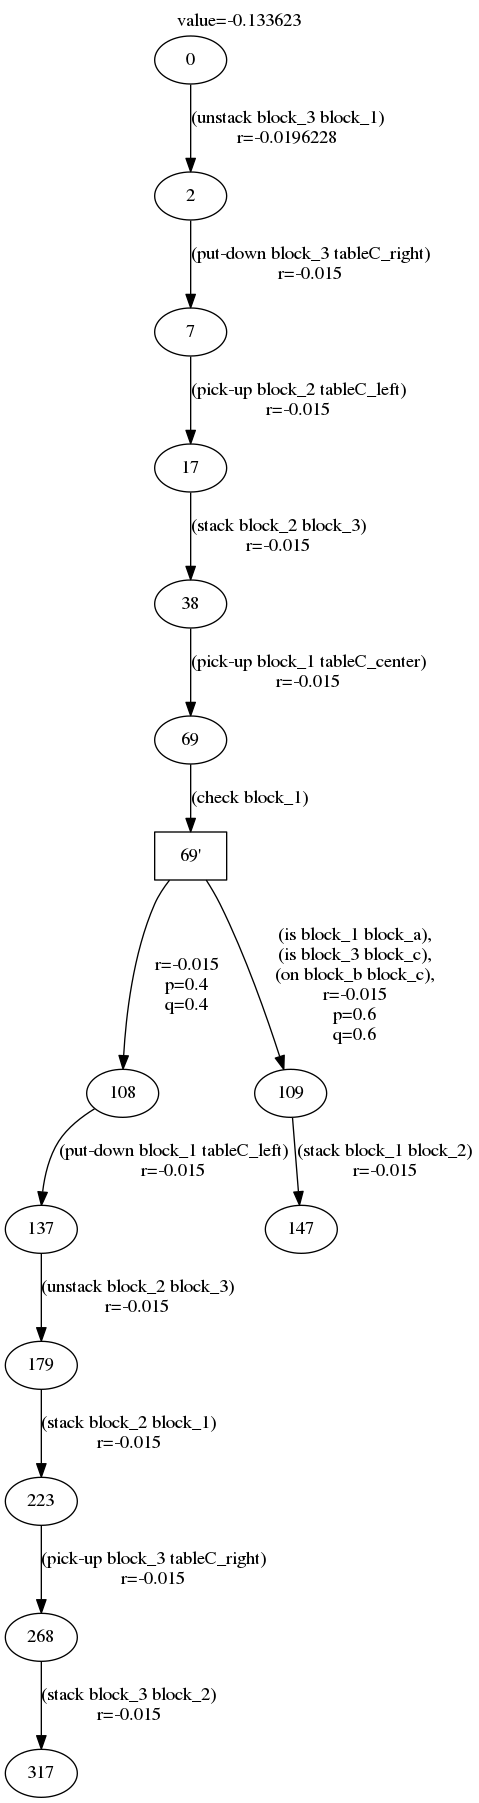 value=-0.133623
0
(unstack block_3 block_1)
r=-0.0196228
2
(put-down block_3 tableC_right)
r=-0.015
7
(pick-up block_2 tableC_left)
r=-0.015
17
(stack block_2 block_3)
r=-0.015
38
(pick-up block_1 tableC_center)
r=-0.015
69
(check block_1)
69'
r=-0.015
p=0.4
q=0.4
(is block_1 block_a),
(is block_3 block_c),
(on block_b block_c),
r=-0.015
p=0.6
q=0.6
108
109
(put-down block_1 tableC_left)
r=-0.015
(stack block_1 block_2)
r=-0.015
137
147
(unstack block_2 block_3)
r=-0.015
179
(stack block_2 block_1)
r=-0.015
223
(pick-up block_3 tableC_right)
r=-0.015
268
(stack block_3 block_2)
r=-0.015
317